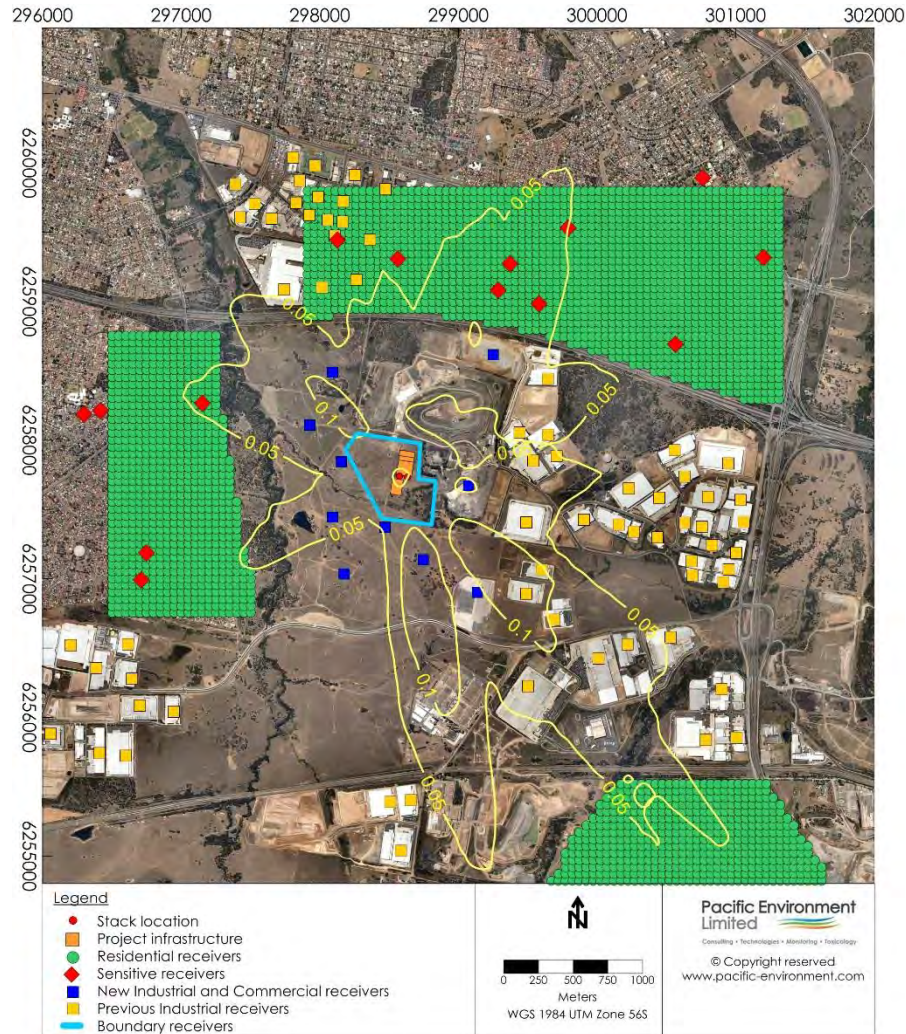 296000 297000 298000 299000 300000 301000 302000
6260000
6259000
6258000
6257000
6256000
6255000
0.05
0.05
0.05
0.1
0.05
0.05
0.05
0.1
0.05
0.1
0.05
0.05
Legend
Stack location
Project infrastructure
Residential receivers
Sensitive receivers
New Industrial and Commercial receivers
Previous Industrial receivers
Boundary receivers
N
0 250 500 750 1000
Meters
WGS 1984 UTM Zone 56S
Pacific Environment
Limited
Consulting • Technologies • Monitoring • Toxicology
© Copyright reserved
www.pacific-environment.com